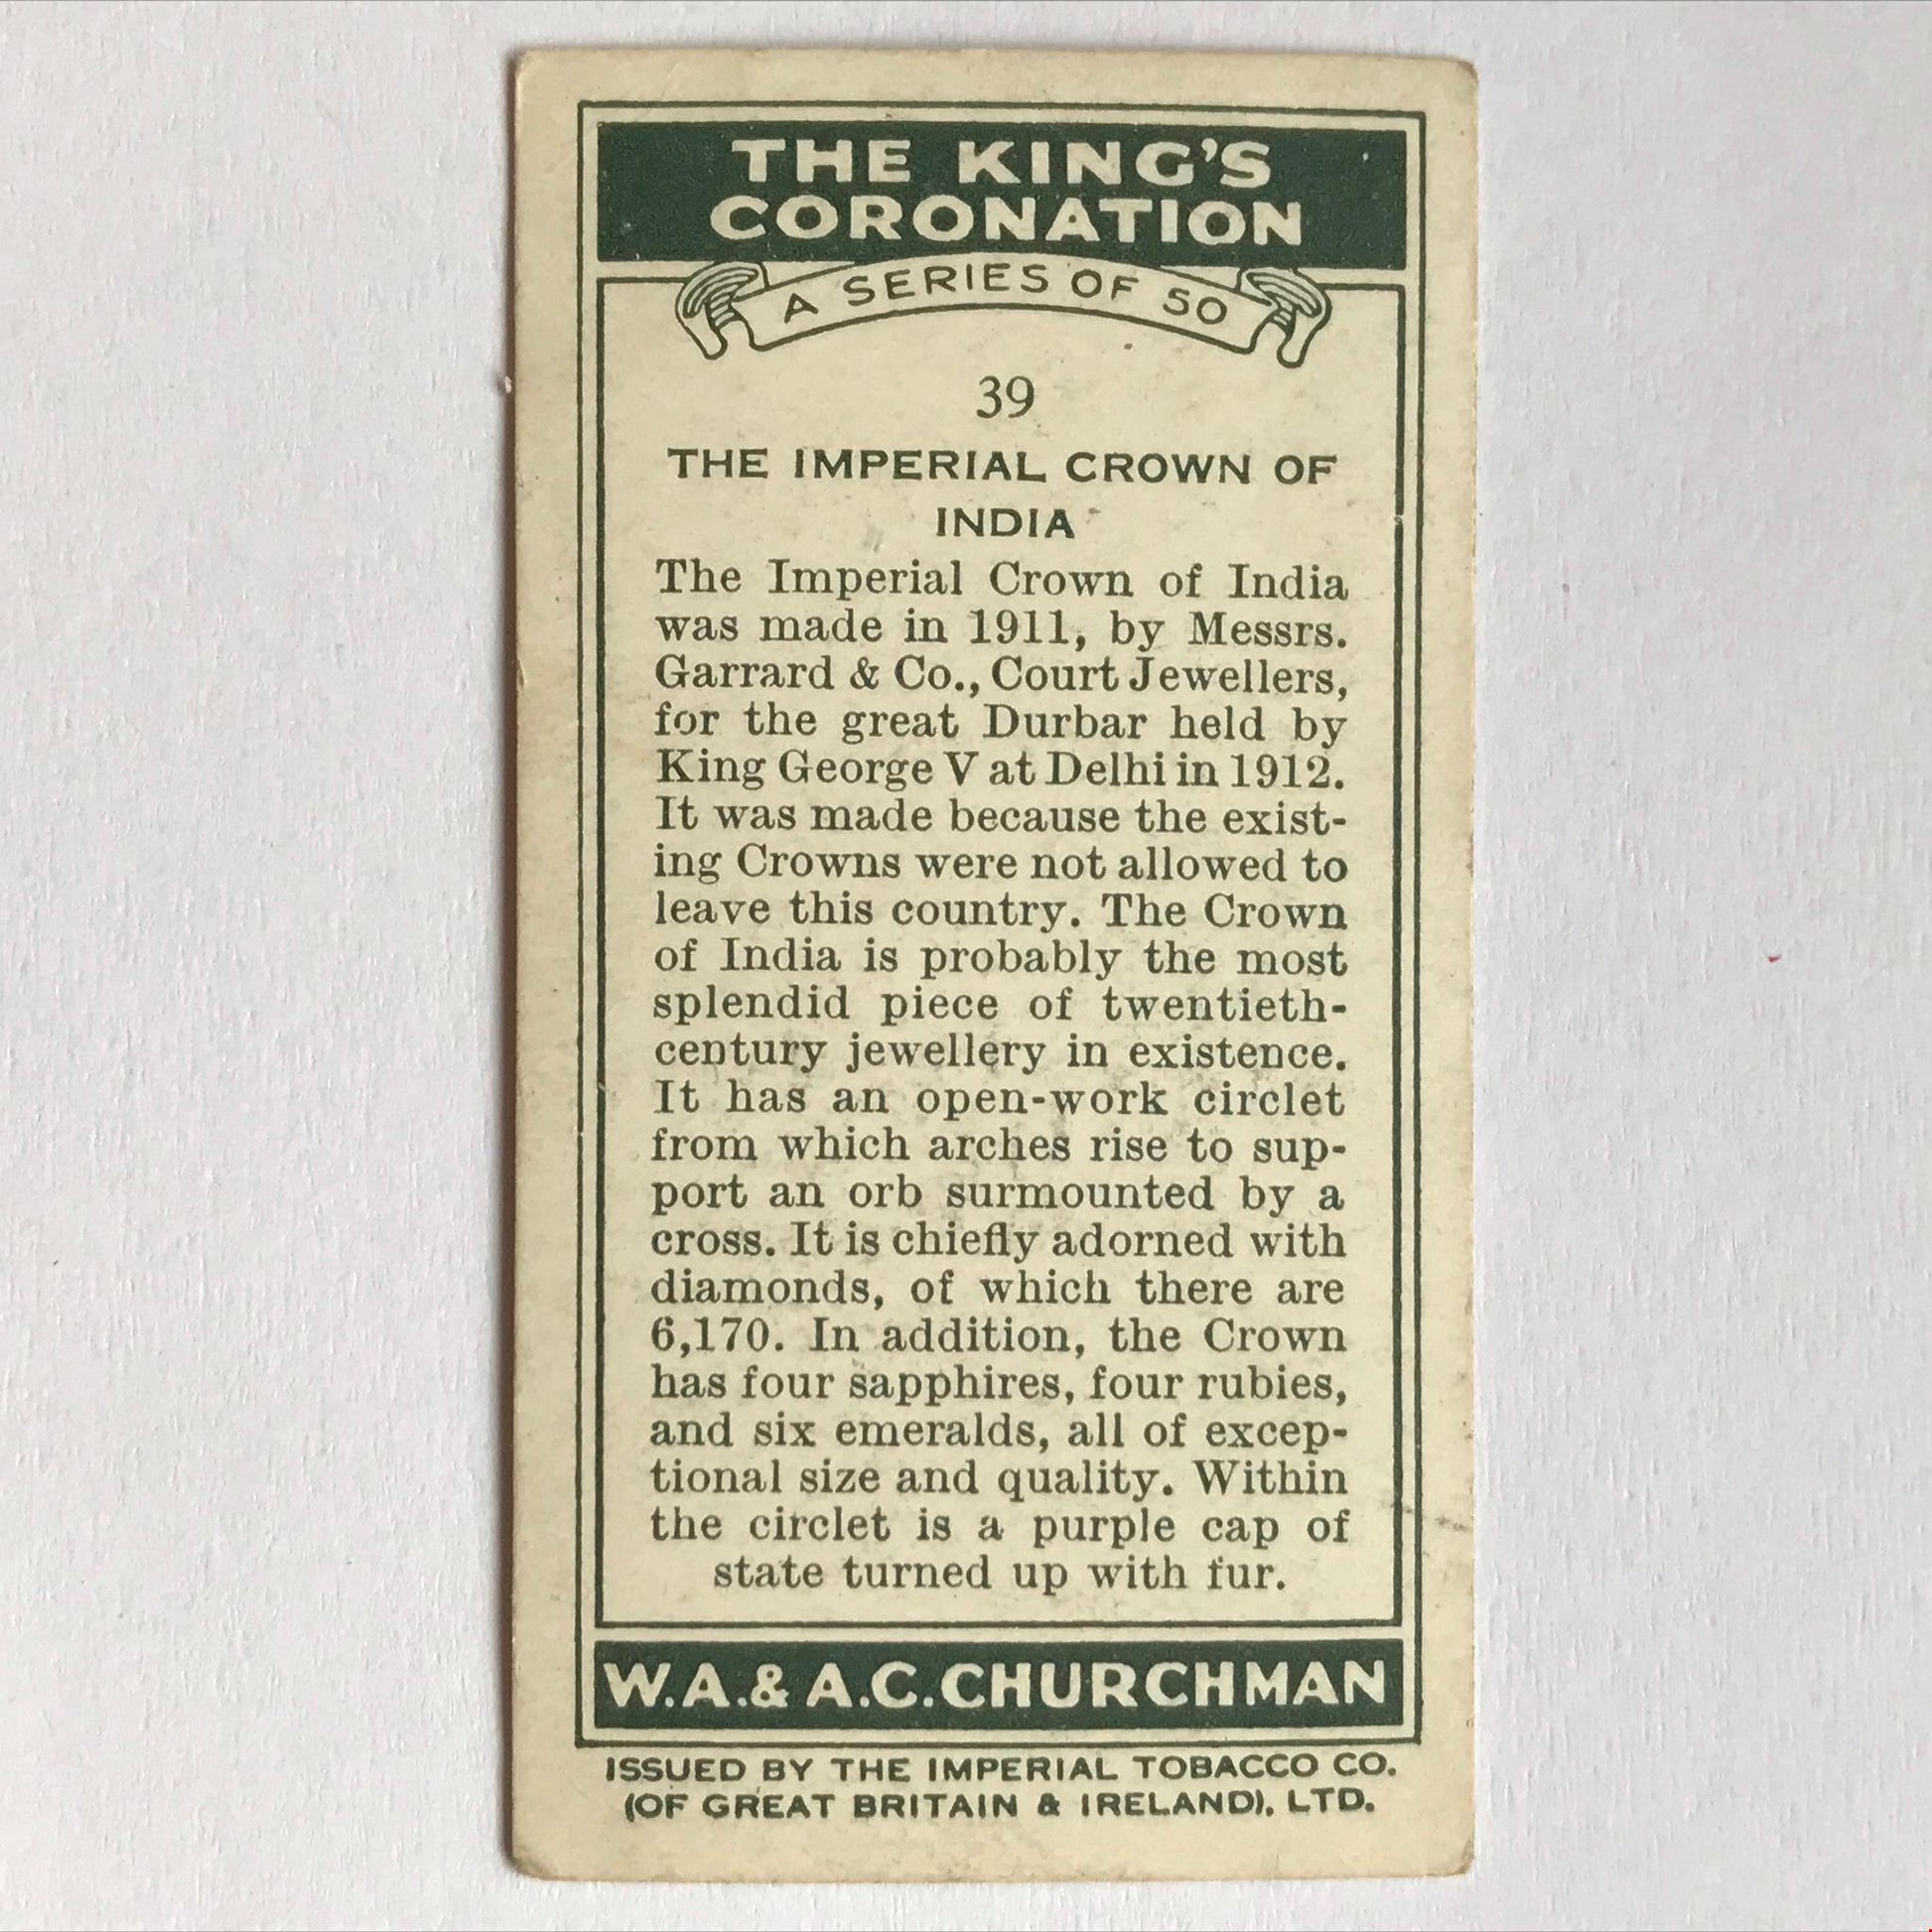 THE KING'S
CORONATION
A SERIES OF 50
39
THE IMPERIAL CROWN OF
INDIA
The Imperial Crown of India
was made in 1911, by Messrs.
Garrard & Co., Court Jewellers,
for the great Durbar held by
King George V at Delhi in 1912.
It was made because the exist-
ing Crowns were not allowed to
leave this country. The Crown
of India is probably the most
splendid piece of twentieth-
century jewellery in existence.
It has an open-work circlet
from which arches rise to sup-
port an orb surmounted by a
cross. It is chiefly adorned with
diamonds, of which there are
6,170. In addition, the Crown
has four sapphires, four rubies,
and six emeralds, all of excep-
tional size and quality. Within
the circlet is a purple cap of
state turned up with fur.
W.A.& A.C.CHURCHMAN
ISSUED BY THE IMPERIAL TOBACCO CO.
(OF GREAT BRITAIN & IRELAND), LTD.